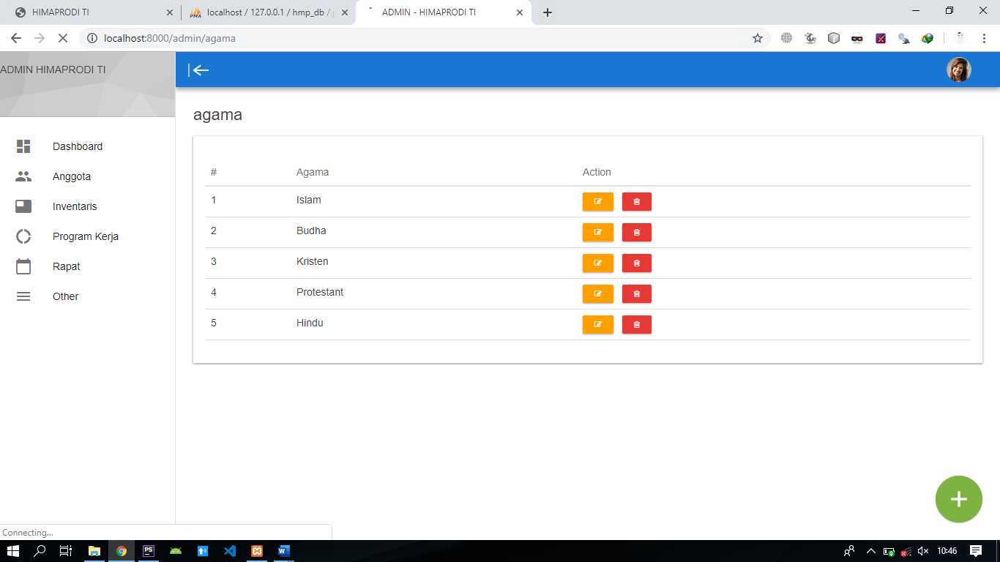 HIMAPRODI TI
localhost / 127.0.0.1 / hmp_db /
ADMIN - HIMAPRODI TI
localhost:8000/admin/agama
ADMIN HIMAPRODI TI
Dashboard
Anggota
Inventaris
Program Kerja
Rapat
Other
agama
# Agama Action
1 Islam
2 Budha
3 Kristen
4 Protestant
5 Hindu
Connecting...
10:46